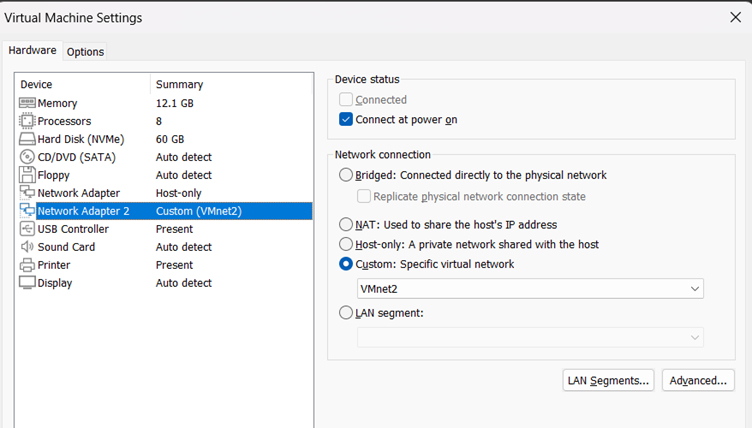 Virtual Machine Settings
Hardware Options
Device Summary
Memory 12.1 GB
Processors 8
Hard Disk (NVMe) 60 GB
CD/DVD (SATA) Auto detect
Floppy Auto detect
Network Adapter Host-only
Network Adapter 2 Custom (VMnet2)
USB Controller Present
Sound Card Auto detect
Printer Present
Display Auto detect
Device status
Connected
Connect at power on
Network connection
Bridged: Connected directly to the physical network
Replicate physical network connection state
NAT: Used to share the host's IP address
Host-only: A private network shared with the host
Custom: Specific virtual network
VMnet2
LAN segment:
LAN Segments... Advanced...